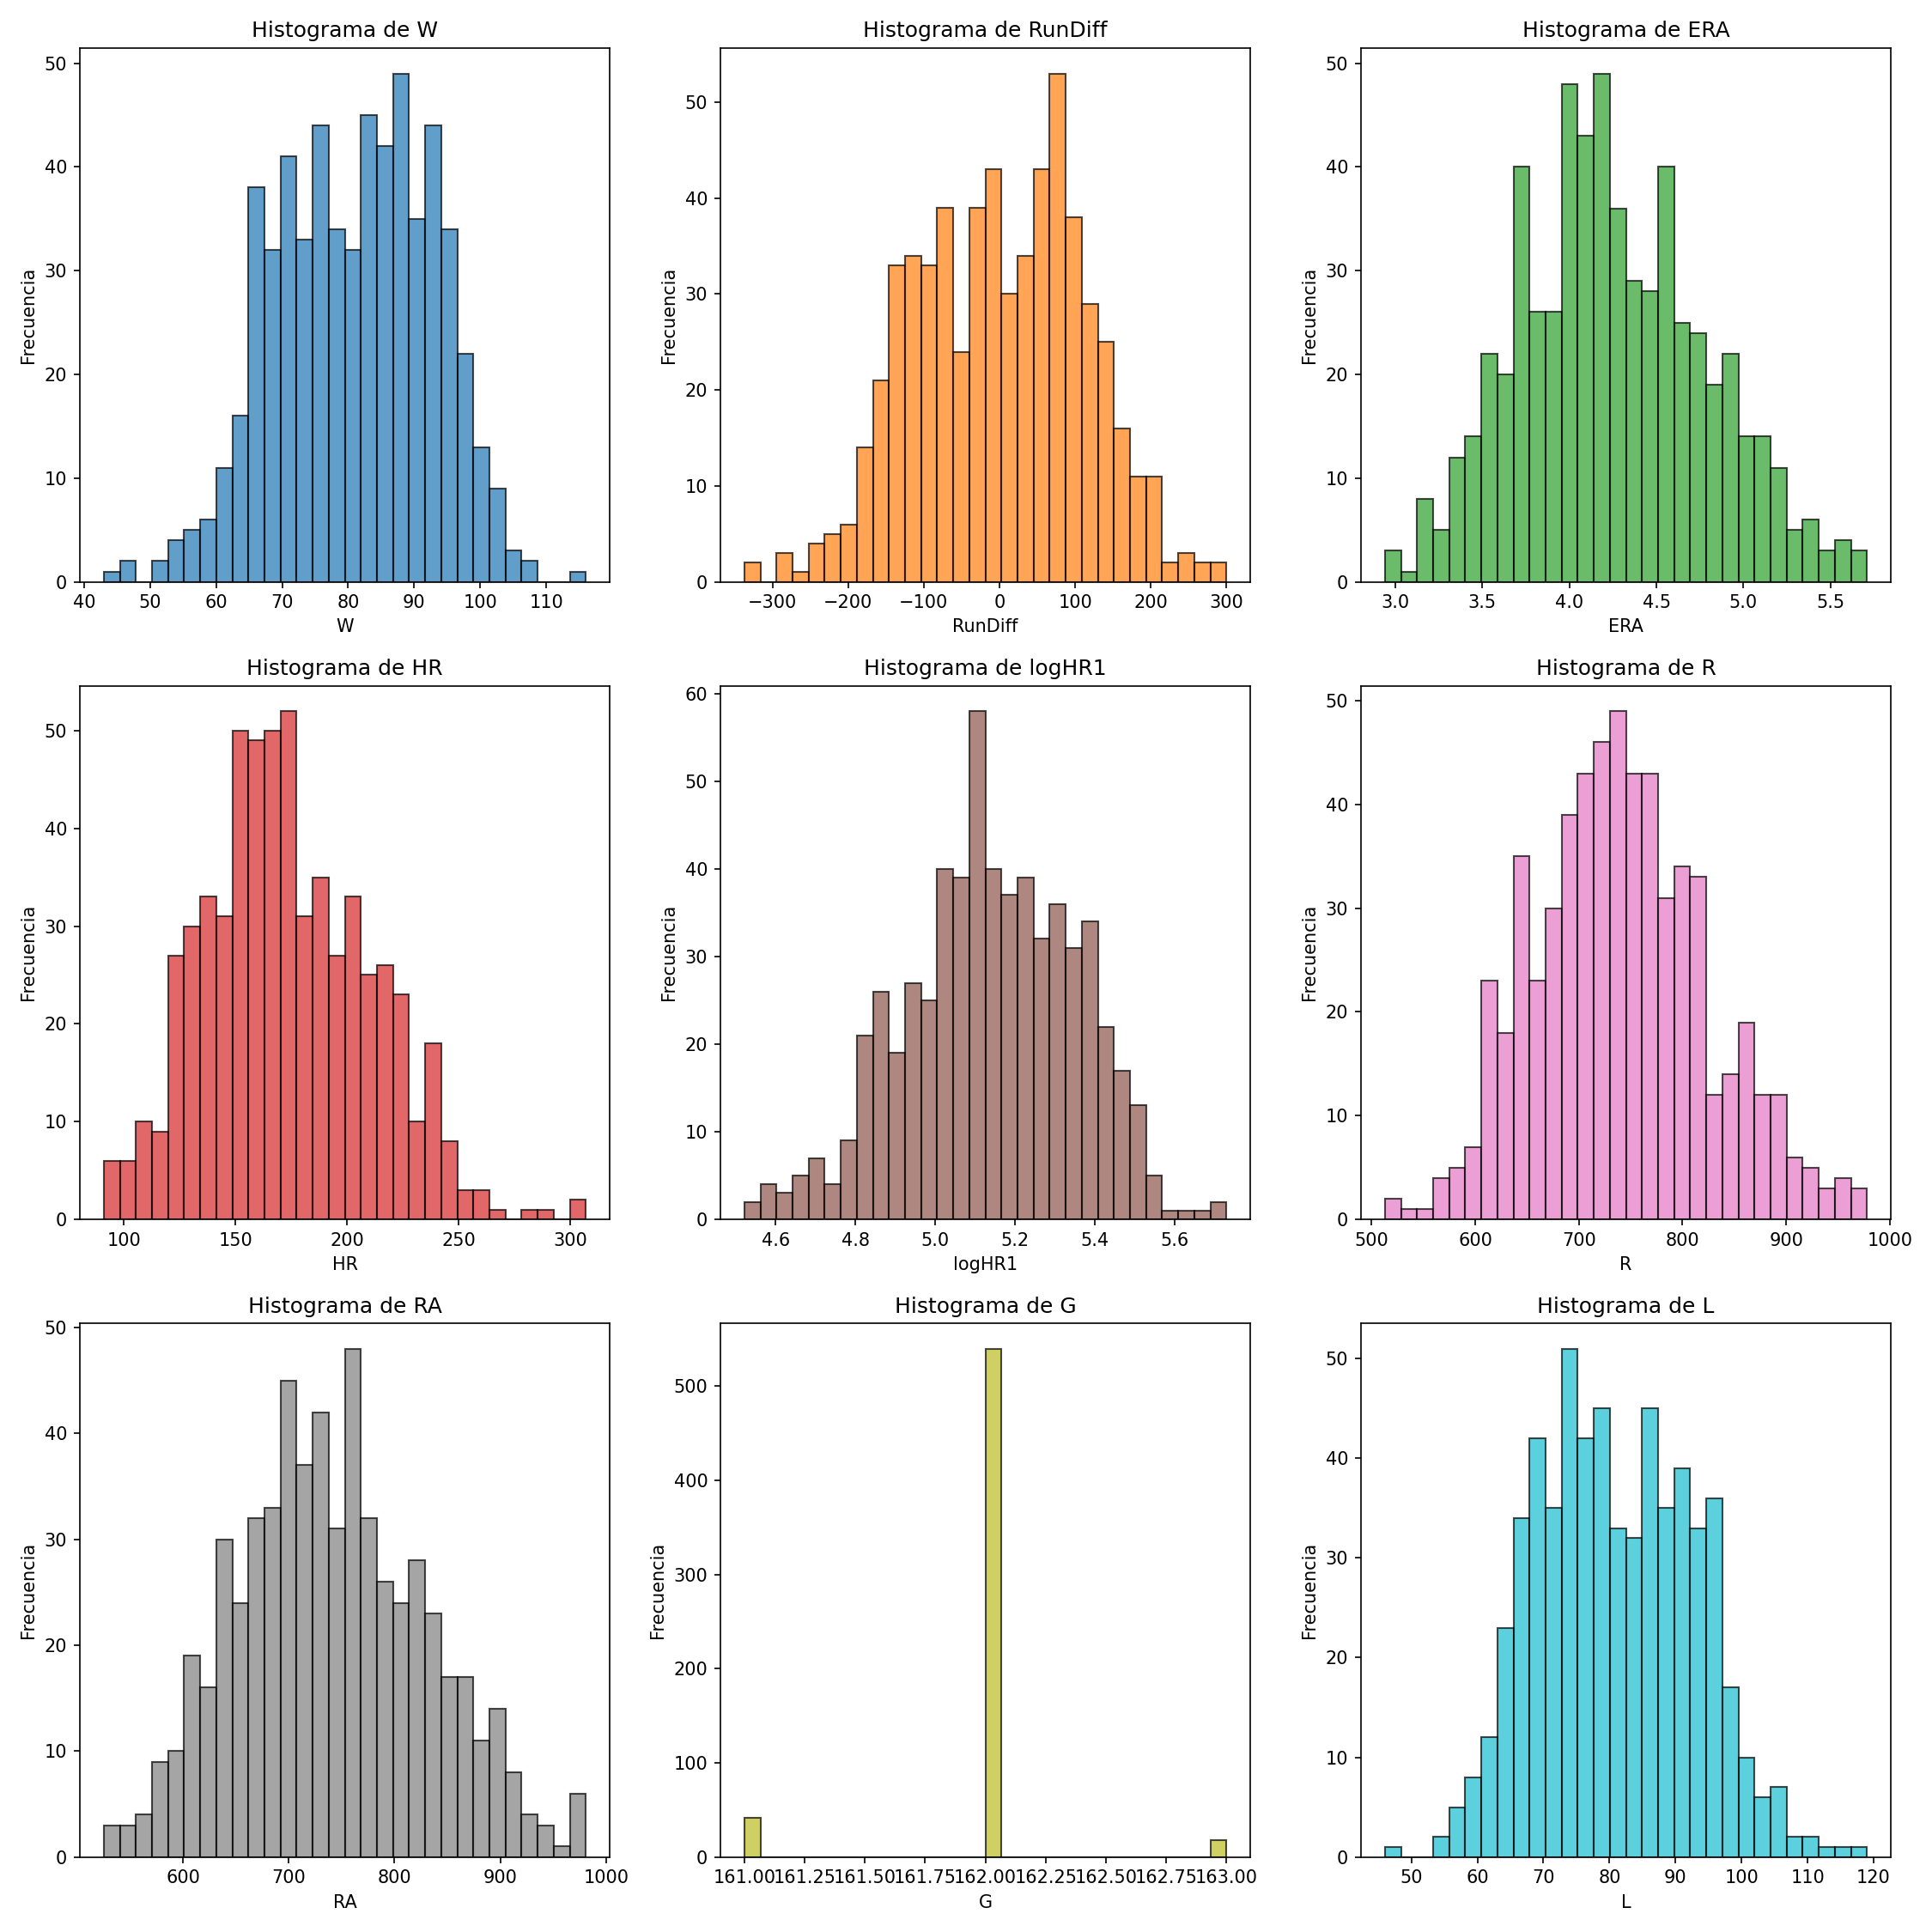 Histograma de W
50
40
30
20
10
0
Frecuencia
40 50 60 70 80 90 100 110
W
Histograma de RunDiff
50
40
30
20
10
0
Frecuencia
−300 −200 −100 0 100 200 300
RunDiff
Histograma de ERA
50
40
30
20
10
0
Frecuencia
3.0 3.5 4.0 4.5 5.0 5.5
ERA
Histograma de HR
50
40
30
20
10
0
Frecuencia
100 150 200 250 300
HR
Histograma de logHR1
60
50
40
30
20
10
0
Frecuencia
4.6 4.8 5.0 5.2 5.4 5.6
logHR1
Histograma de R
50
40
30
20
10
0
Frecuencia
500 600 700 800 900 1000
R
Histograma de RA
50
40
30
20
10
0
Frecuencia
600 700 800 900 1000
RA
Histograma de G
500
400
300
200
100
0
Frecuencia
161.00 161.25 161.50 161.75 162.00 162.25 162.50 162.75 163.00
G
Histograma de L
50
40
30
20
10
0
Frecuencia
50 60 70 80 90 100 110 120
L